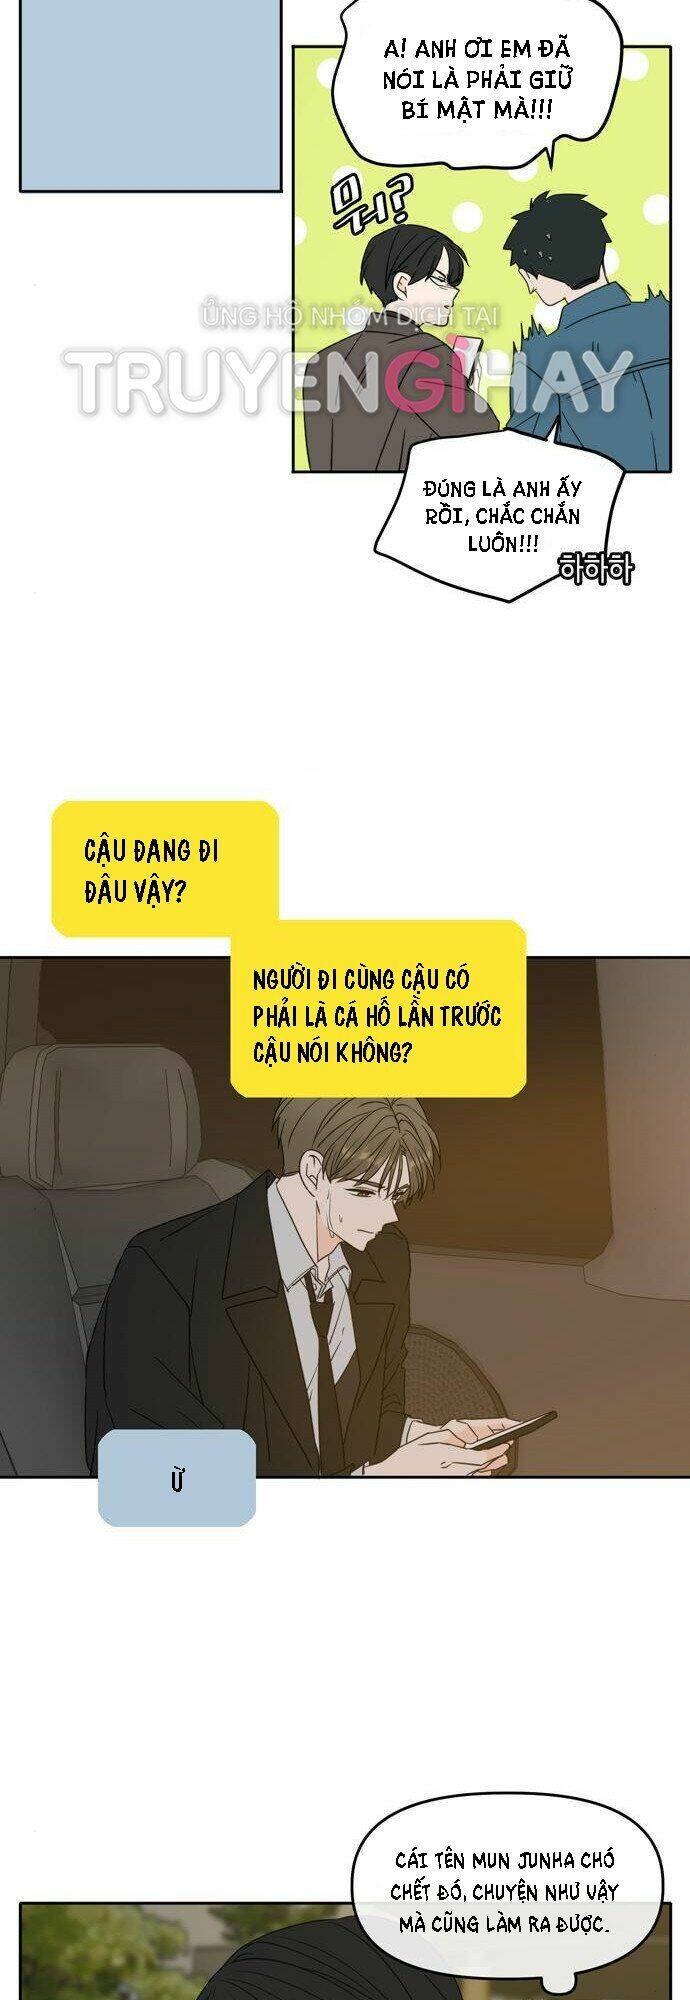 A! ANH ƠI EM ĐÃ
NÓI LÀ PHẢI GIỮ
BÍ MẬT MÀ!!!
뭐?
ỦNG HỘ NHÓM DỊCH TẠI
TRUYENGIHAY
ĐÚNG LÀ ANH ẤY
RỒI, CHẮC CHẮN
LUÔN!!!
하하하
CẬU ĐANG ĐI
ĐÂU VẬY?
NGƯỜI ĐI CÙNG CẬU CÓ
PHẢI LÀ CÁ HỐ LẦN TRƯỚC
CẬU NÓI KHÔNG?
Ừ
CÁI TÊN MUN JUNHA CHÓ
CHẾT ĐÓ, CHUYỆN NHƯ VẬY
MÀ CŨNG LÀM RA ĐƯỢC.